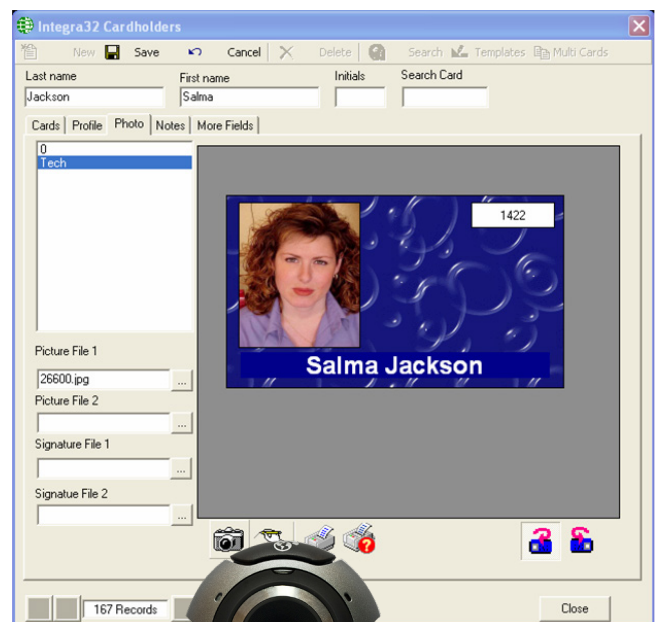 Integra32 Cardholders
New Save Cancel Delete Search Templates Multi Cards
Last name First name Initials Search Card
Jackson Salma
Cards Profile Photo Notes More Fields
0
Tech
1422
Salma Jackson
Picture File 1
26600.jpg ...
Picture File 2
...
Signature File 1
...
Signatue File 2
...
167 Records Close